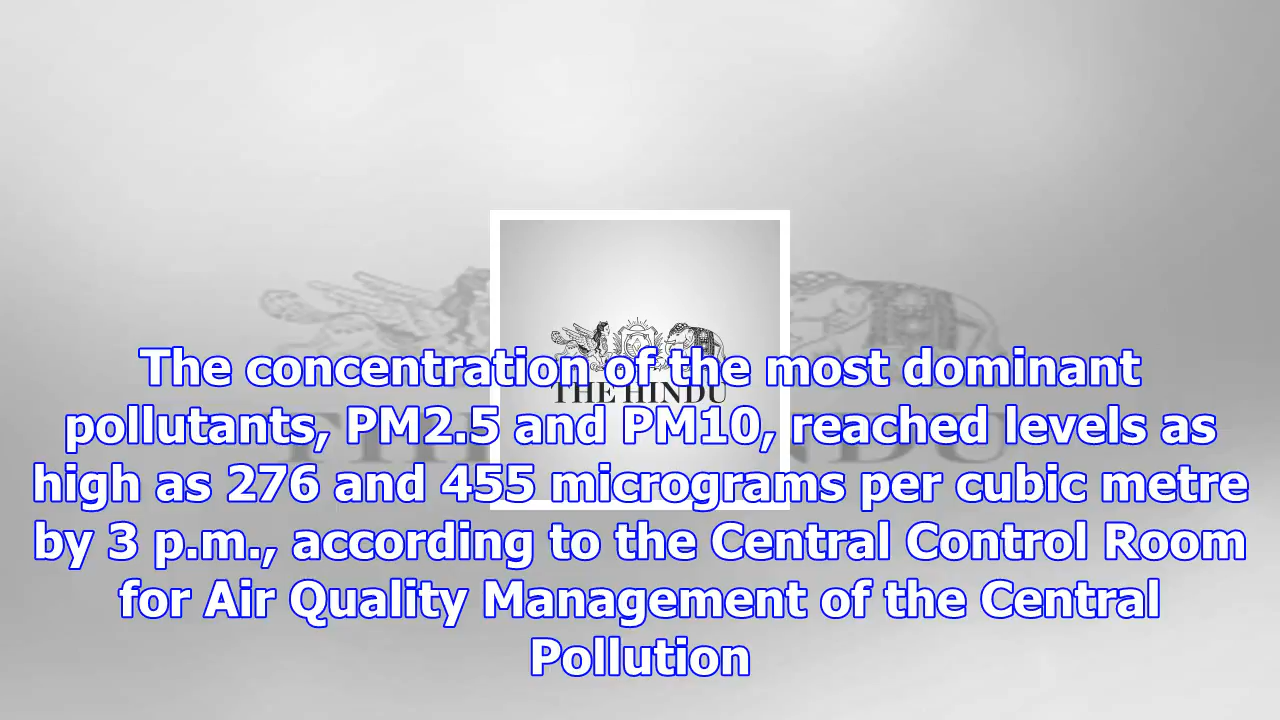 The concentration of the most dominant
THE HINDU
pollutants, PM2.5 and PM10, reached levels as
high as 276 and 455 micrograms per cubic metre
by 3 p.m., according to the Central Control Room
for Air Quality Management of the Central
Pollution